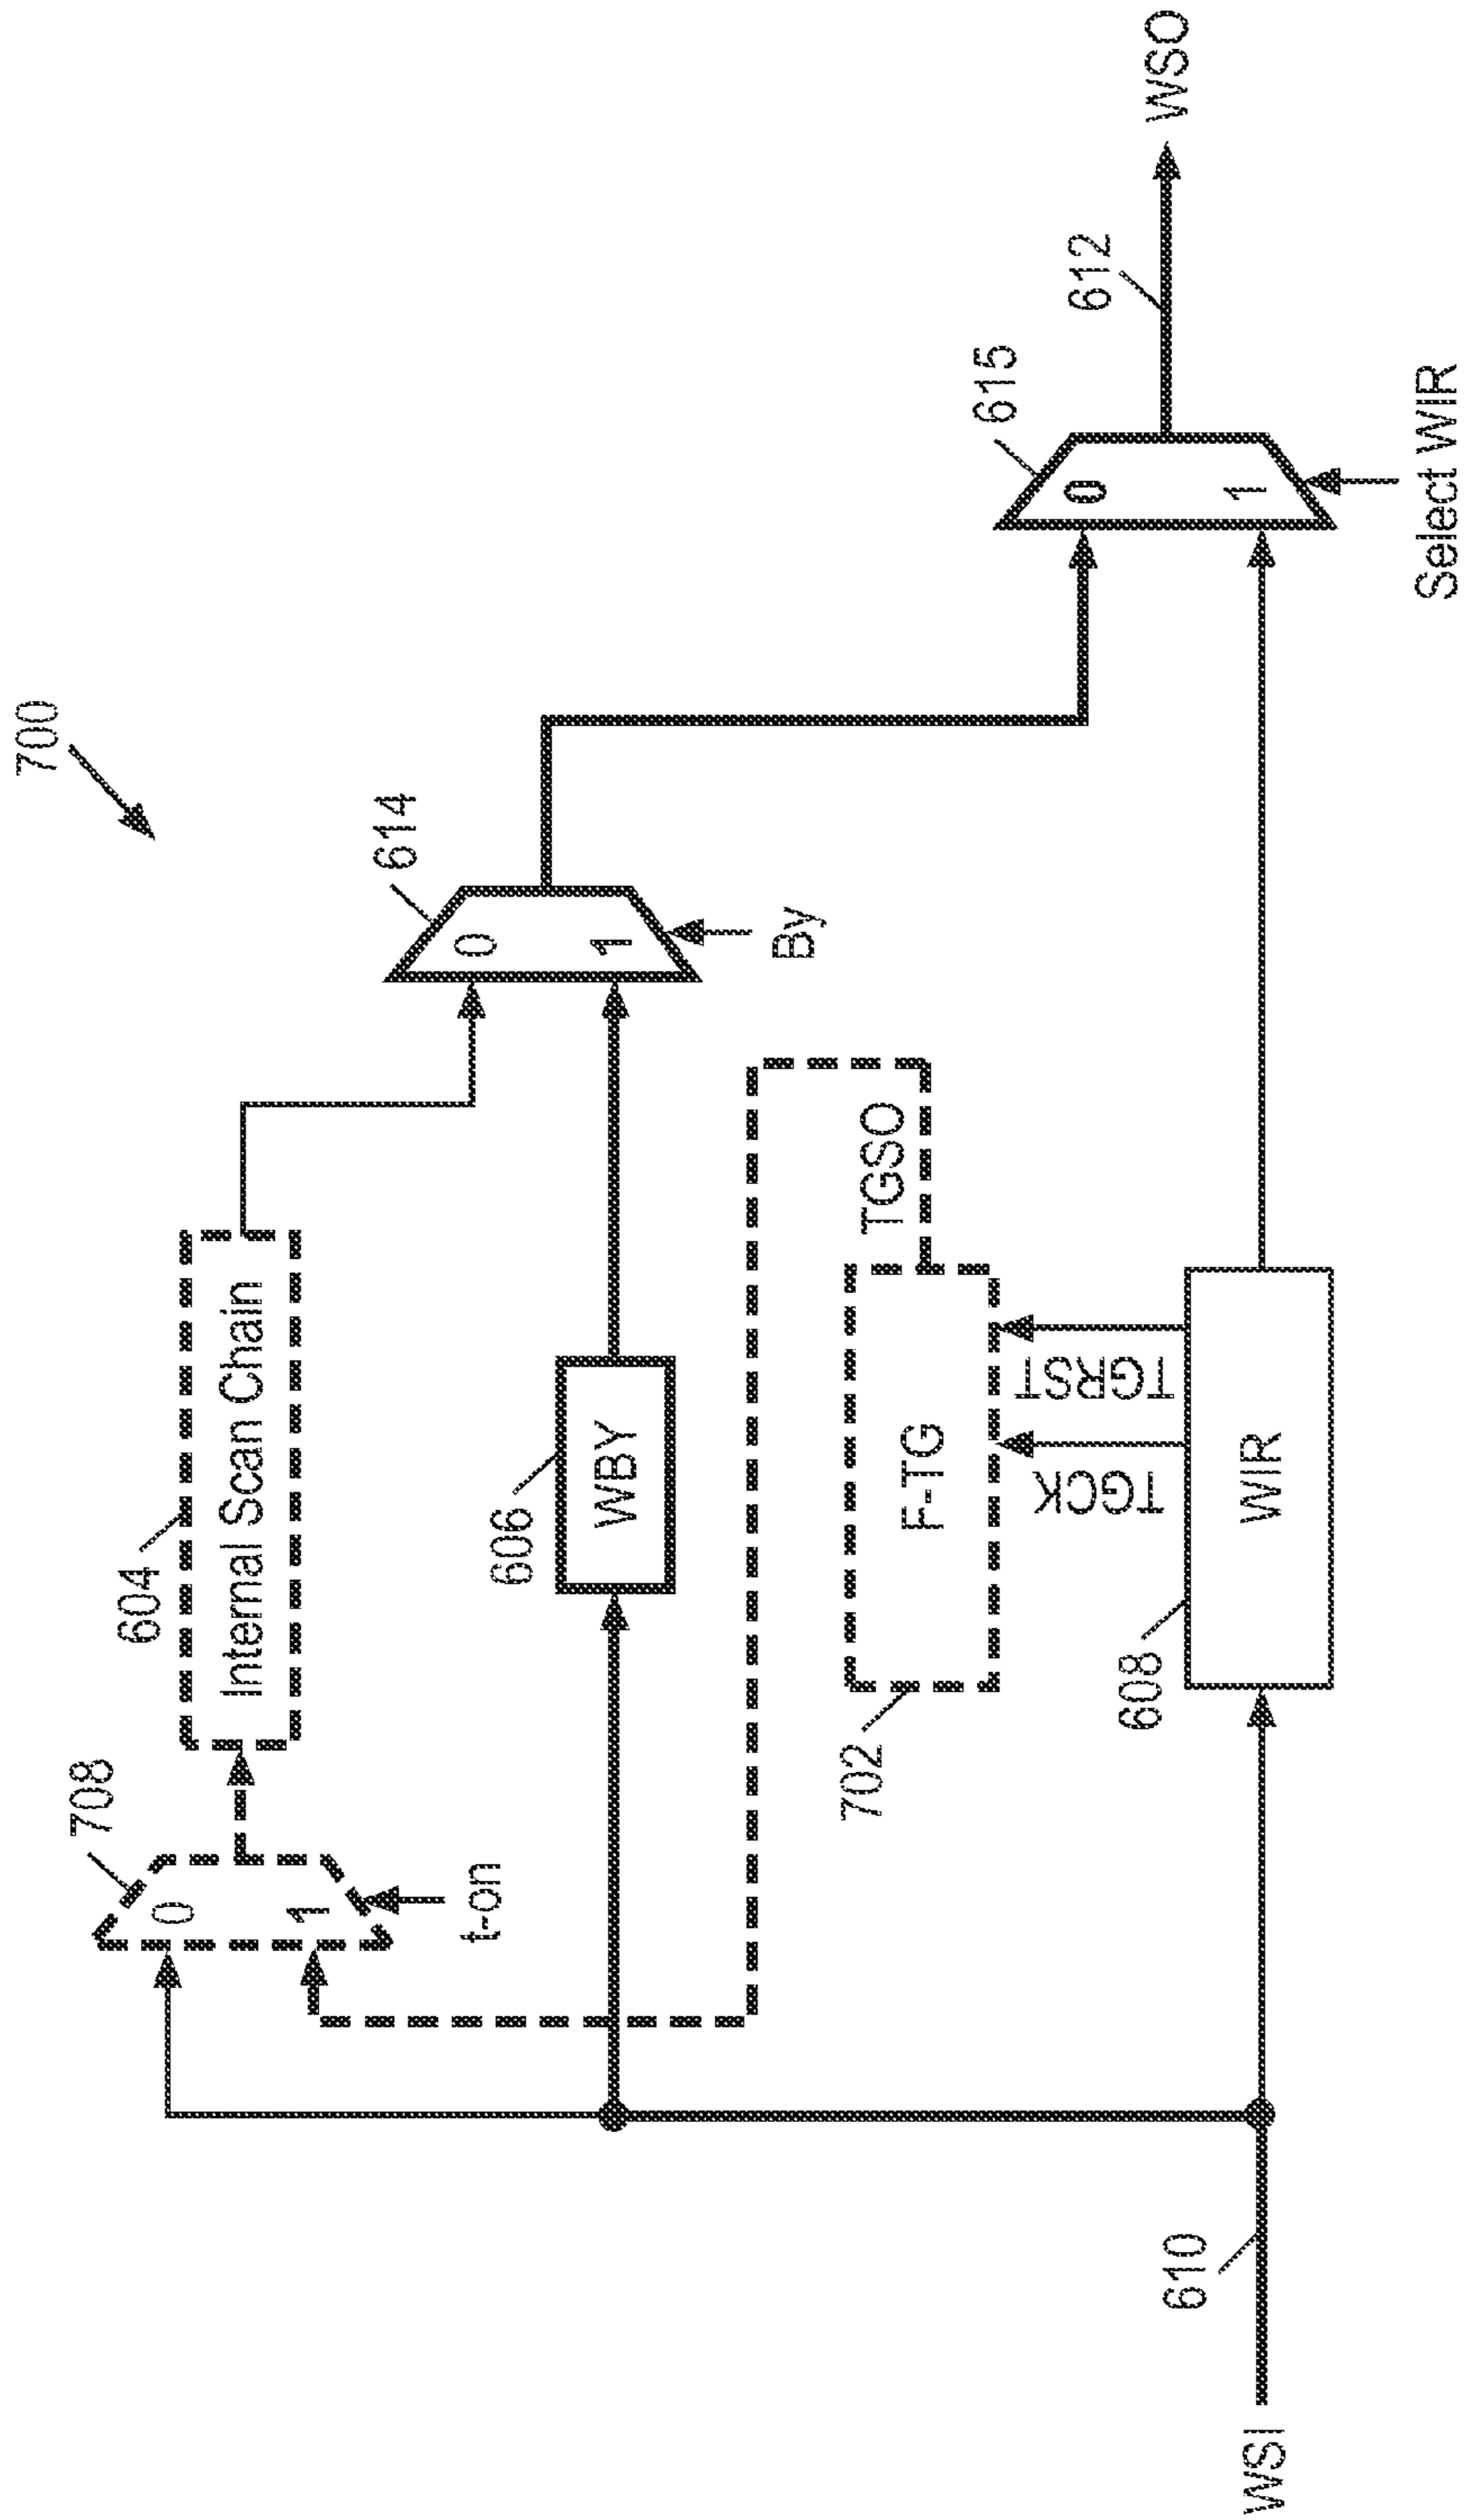 700
708
0
1
t-on
604
Internal Scan Chain
614
0
1
By
606
WBY
TGSO
702
F-TG
TGCK
TGRST
608
WIR
615
0
1
Select WIR
612
WSO
610
WSI